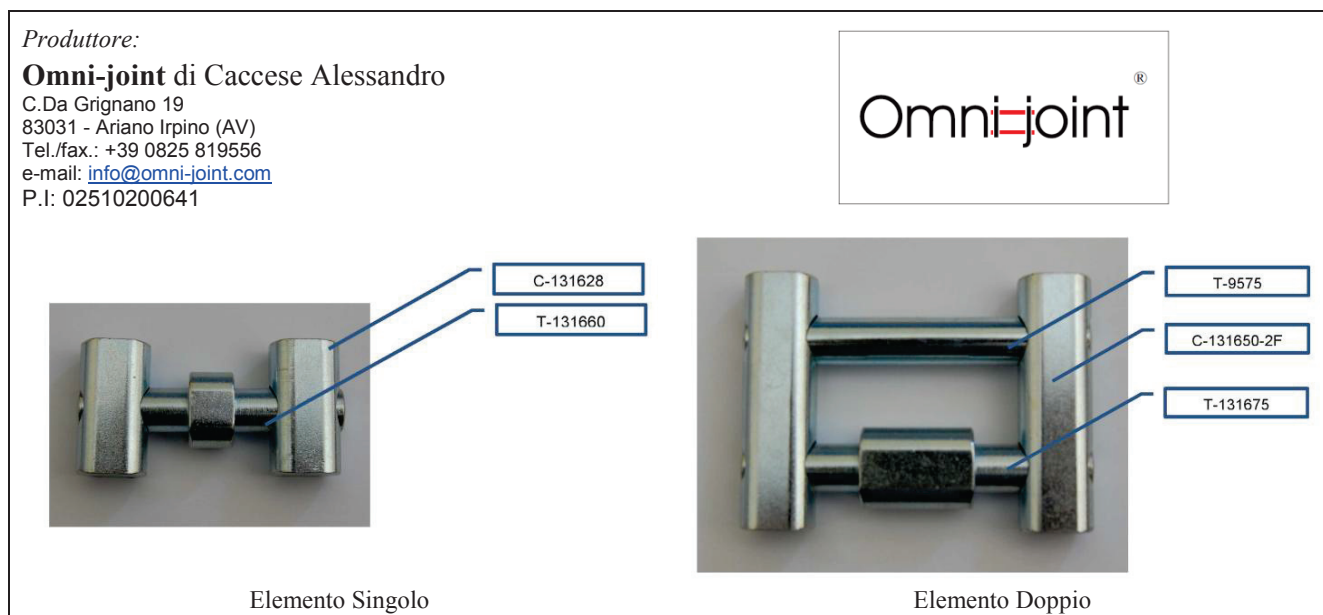 Produttore:
Omni-joint di Caccese Alessandro
C.Da Grignano 19
83031 - Ariano Irpino (AV)
Tel./fax.: +39 0825 819556
e-mail: info@omni-joint.com
P.I: 02510200641
Omni-joint ®
C-131628
T-131660
T-9575
C-131650-2F
T-131675
Elemento Singolo
Elemento Doppio